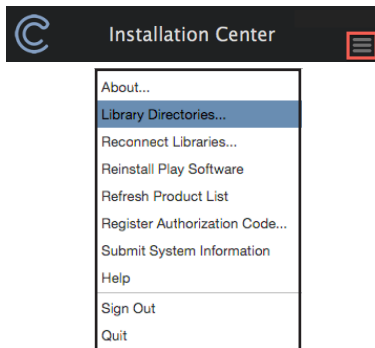 Installation Center
About...
Library Directories...
Reconnect Libraries...
Reinstall Play Software
Refresh Product List
Register Authorization Code...
Submit System Information
Help
Sign Out
Quit